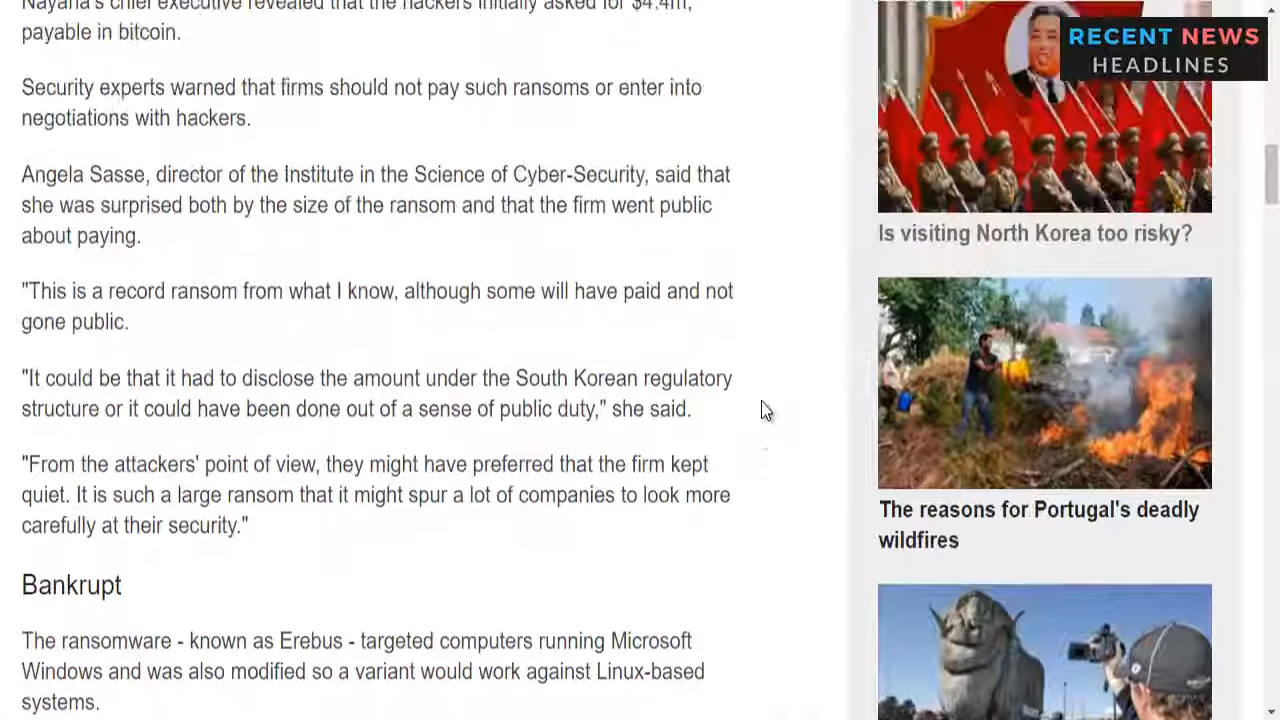 Nayana's chief executive revealed that the hackers initially asked for $4.4m,
payable in bitcoin.
Security experts warned that firms should not pay such ransoms or enter into
negotiations with hackers.
Angela Sasse, director of the Institute in the Science of Cyber-Security, said that
she was surprised both by the size of the ransom and that the firm went public
about paying.
"This is a record ransom from what I know, although some will have paid and not
gone public.
"It could be that it had to disclose the amount under the South Korean regulatory
structure or it could have been done out of a sense of public duty," she said.
"From the attackers' point of view, they might have preferred that the firm kept
quiet. It is such a large ransom that it might spur a lot of companies to look more
carefully at their security."
Bankrupt
The ransomware - known as Erebus - targeted computers running Microsoft
Windows and was also modified so a variant would work against Linux-based
systems.
RECENT NEWS
HEADLINES
Is visiting North Korea too risky?
The reasons for Portugal's deadly
wildfires